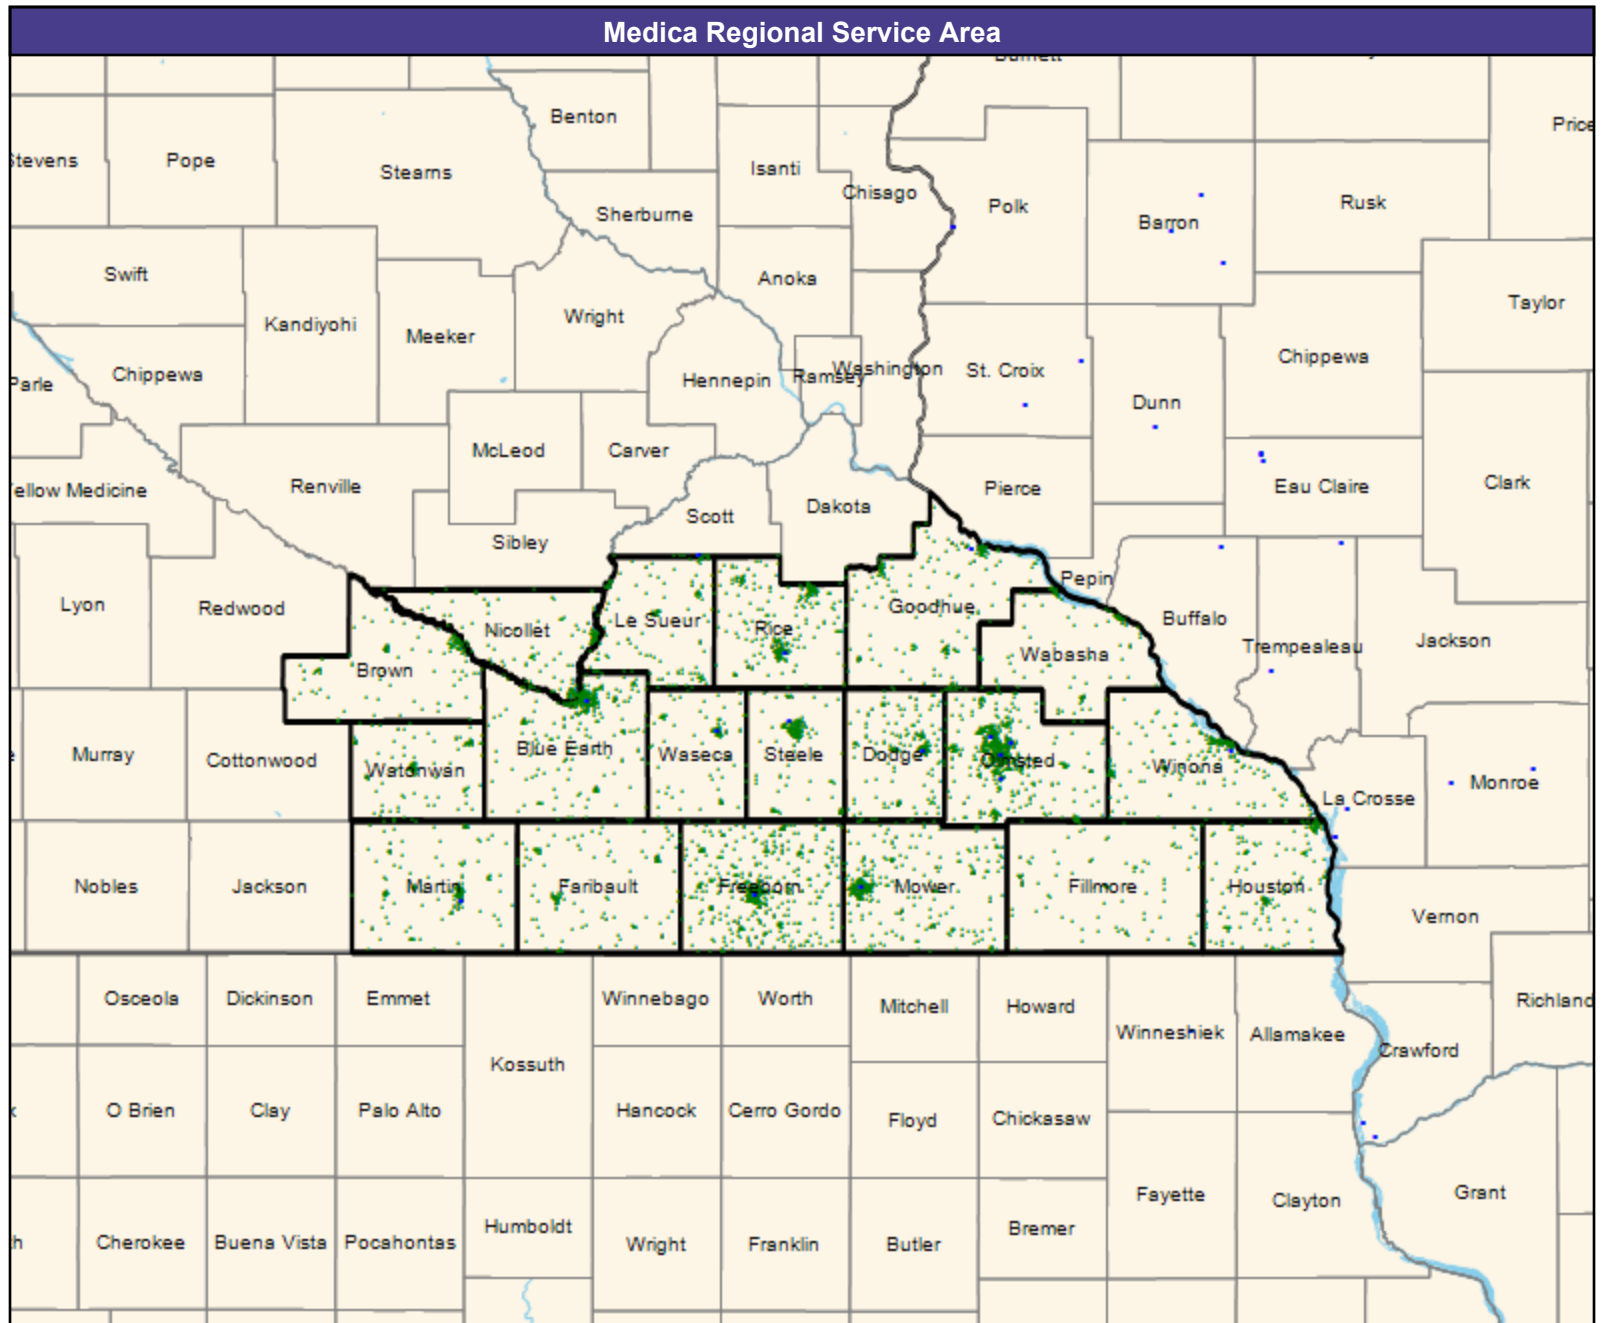 Medica Regional Service Area
Benton
Price
Stevens
Pope
Stearns
Isanti
Chisago
Polk
Barron
Rusk
Sherburne
Swift
Anoka
Kandiyohi
Meeker
Wright
Taylor
Chippewa
Parle
Hennepin
Ramsey
Washington
St. Croix
Chippewa
Dunn
McLeod
Carver
Renville
ellow Medicine
Scott
Dakota
Pierce
Eau Claire
Clark
Sibley
Lyon
Redwood
Nicollet
Le Sueur
Rice
Goodhue
Pepin
Buffalo
Trempealeau
Jackson
Brown
Wabasha
Murray
Cottonwood
Watonwan
Blue Earth
Waseca
Steele
Dodge
Olmsted
Winona
La Crosse
Monroe
Nobles
Jackson
Martin
Faribault
Freeborn
Mower
Fillmore
Houston
Vernon
Osceola
Dickinson
Emmet
Winnebago
Worth
Mitchell
Howard
Winneshiek
Allamakee
Crawford
Richland
Kossuth
O Brien
Clay
Palo Alto
Hancock
Cerro Gordo
Floyd
Chickasaw
Cherokee
Buena Vista
Pocahontas
Humboldt
Wright
Franklin
Butler
Bremer
Fayette
Clayton
Grant